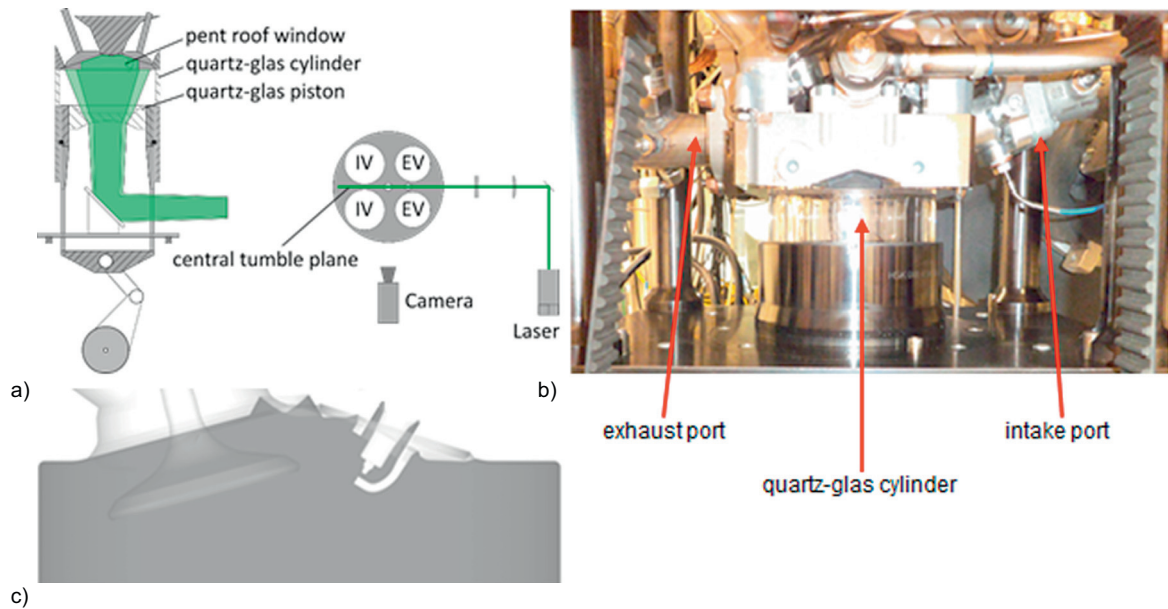 pent roof window
quartz-glas cylinder
quartz-glas piston
IV EV
IV EV
central tumble plane
Camera
Laser
a)
b)
exhaust port
intake port
quartz-glas cylinder
c)